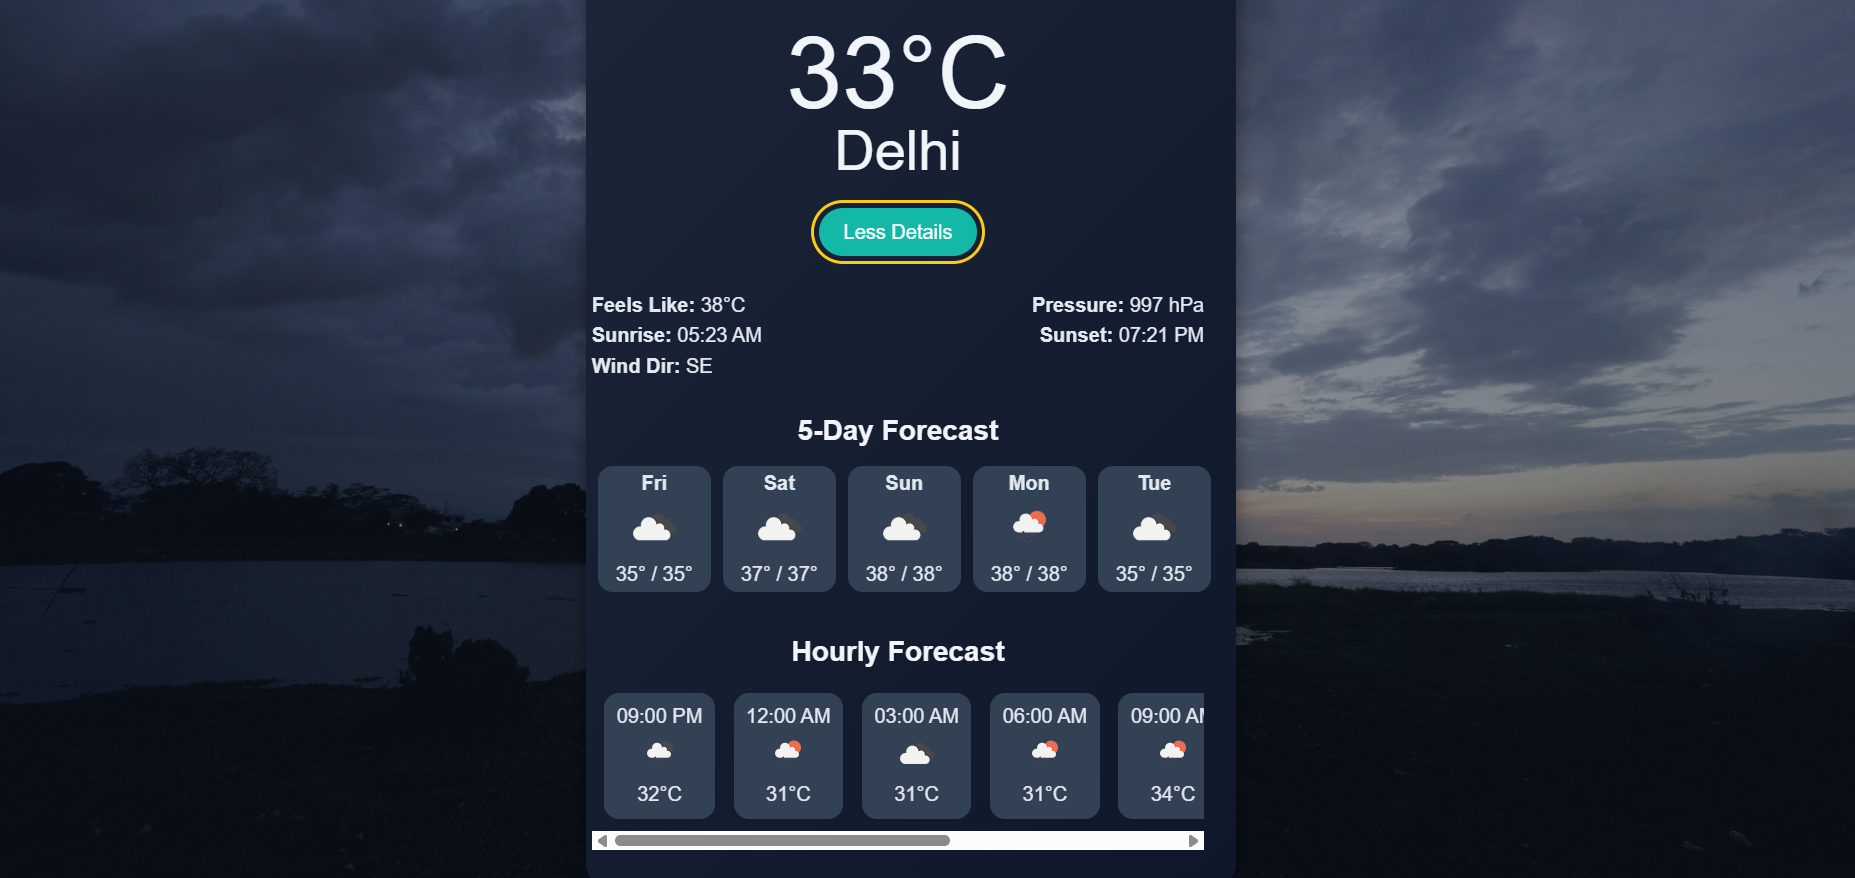 33°C
Delhi
Less Details
Feels Like: 38°C
Pressure: 997 hPa
Sunrise: 05:23 AM
Sunset: 07:21 PM
Wind Dir: SE
5-Day Forecast
Fri Sat Sun Mon Tue
35° / 35° 37° / 37° 38° / 38° 38° / 38° 35° / 35°
Hourly Forecast
09:00 PM 12:00 AM 03:00 AM 06:00 AM 09:00 AM
32°C 31°C 31°C 31°C 34°C